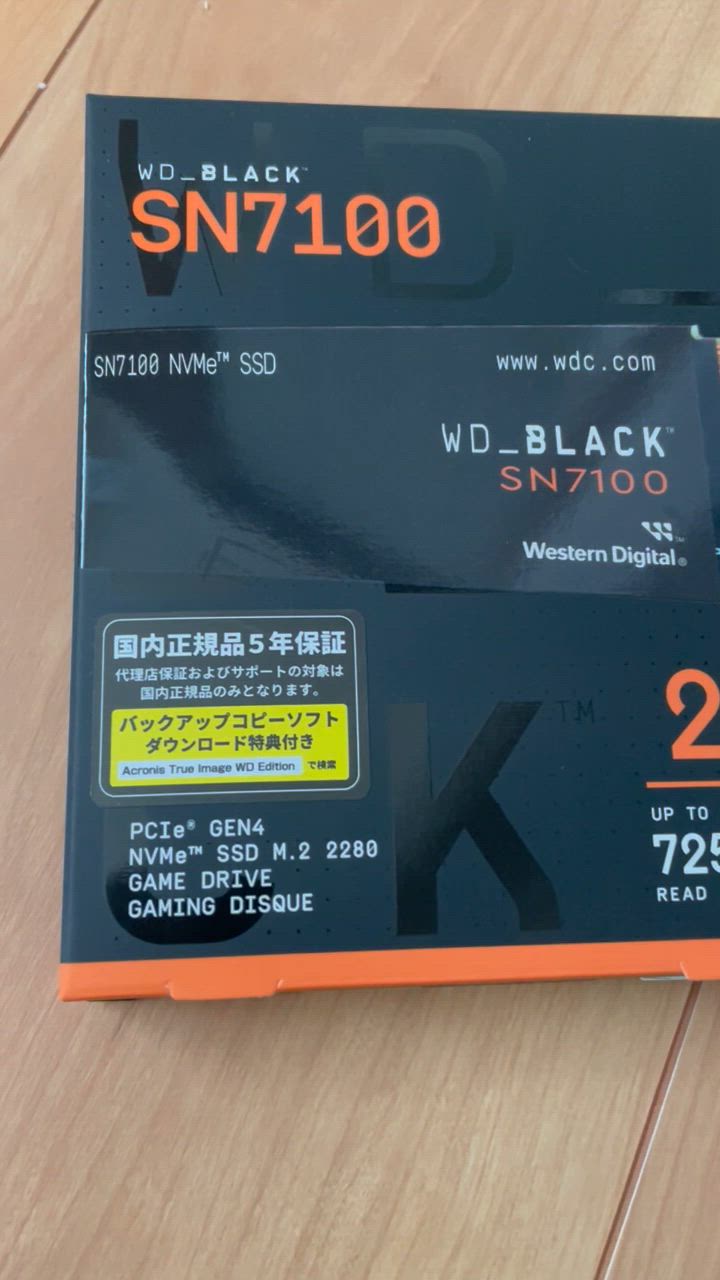 WD_BLACK™
SN7100
SN7100 NVMe™ SSD
www.wdc.com
WD_BLACK™
SN7100
Western Digital®
国内正規品5年保証
代理店保証およびサポートの対象は
国内正規品のみとなります。
バックアップコピーソフト
ダウンロード特典付き
Acronis True Image WD Edition で検索
PCIe® GEN4
NVMe™ SSD M.2 2280
GAME DRIVE
GAMING DISQUE
2
UP TO
725
READ
W D
K™